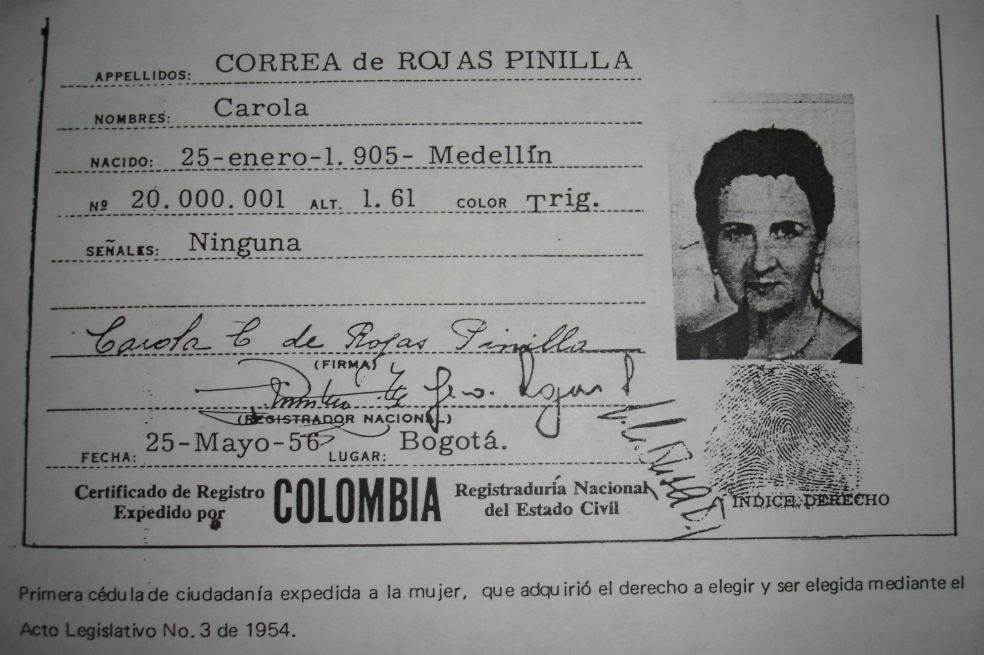 APPELLIDOS: CORREA de ROJAS PINILLA
NOMBRES: Carola
NACIDO: 25-enero-1.905- Medellín
Nº 20.000.001 ALT. 1.61 COLOR Trig.
SEÑALES: Ninguna
Carola C de Rojas Pinilla
(FIRMA)
Gro. Rojas P
(REGISTRADOR NACIONAL)
FECHA: 25-Mayo-56 LUGAR: Bogotá.
Certificado de Registro
Expedido por
COLOMBIA
Registraduría Nacional
del Estado Civil
INDICE DERECHO
Primera cédula de ciudadanía expedida a la mujer, que adquirió el derecho a elegir y ser elegida mediante el
Acto Legislativo No. 3 de 1954.